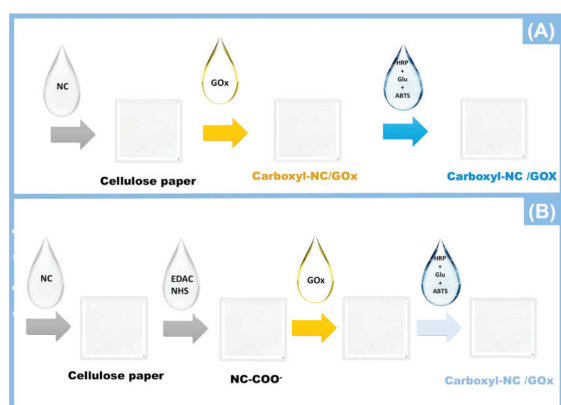 (A)
NC
GOx
HRP
+
Glu
+
ABTS
Cellulose paper
Carboxyl-NC/GOx
Carboxyl-NC /GOX
(B)
NC
EDAC
NHS
GOx
HRP
+
Glu
+
ABTS
Cellulose paper
NC-COO-
Carboxyl-NC /GOx